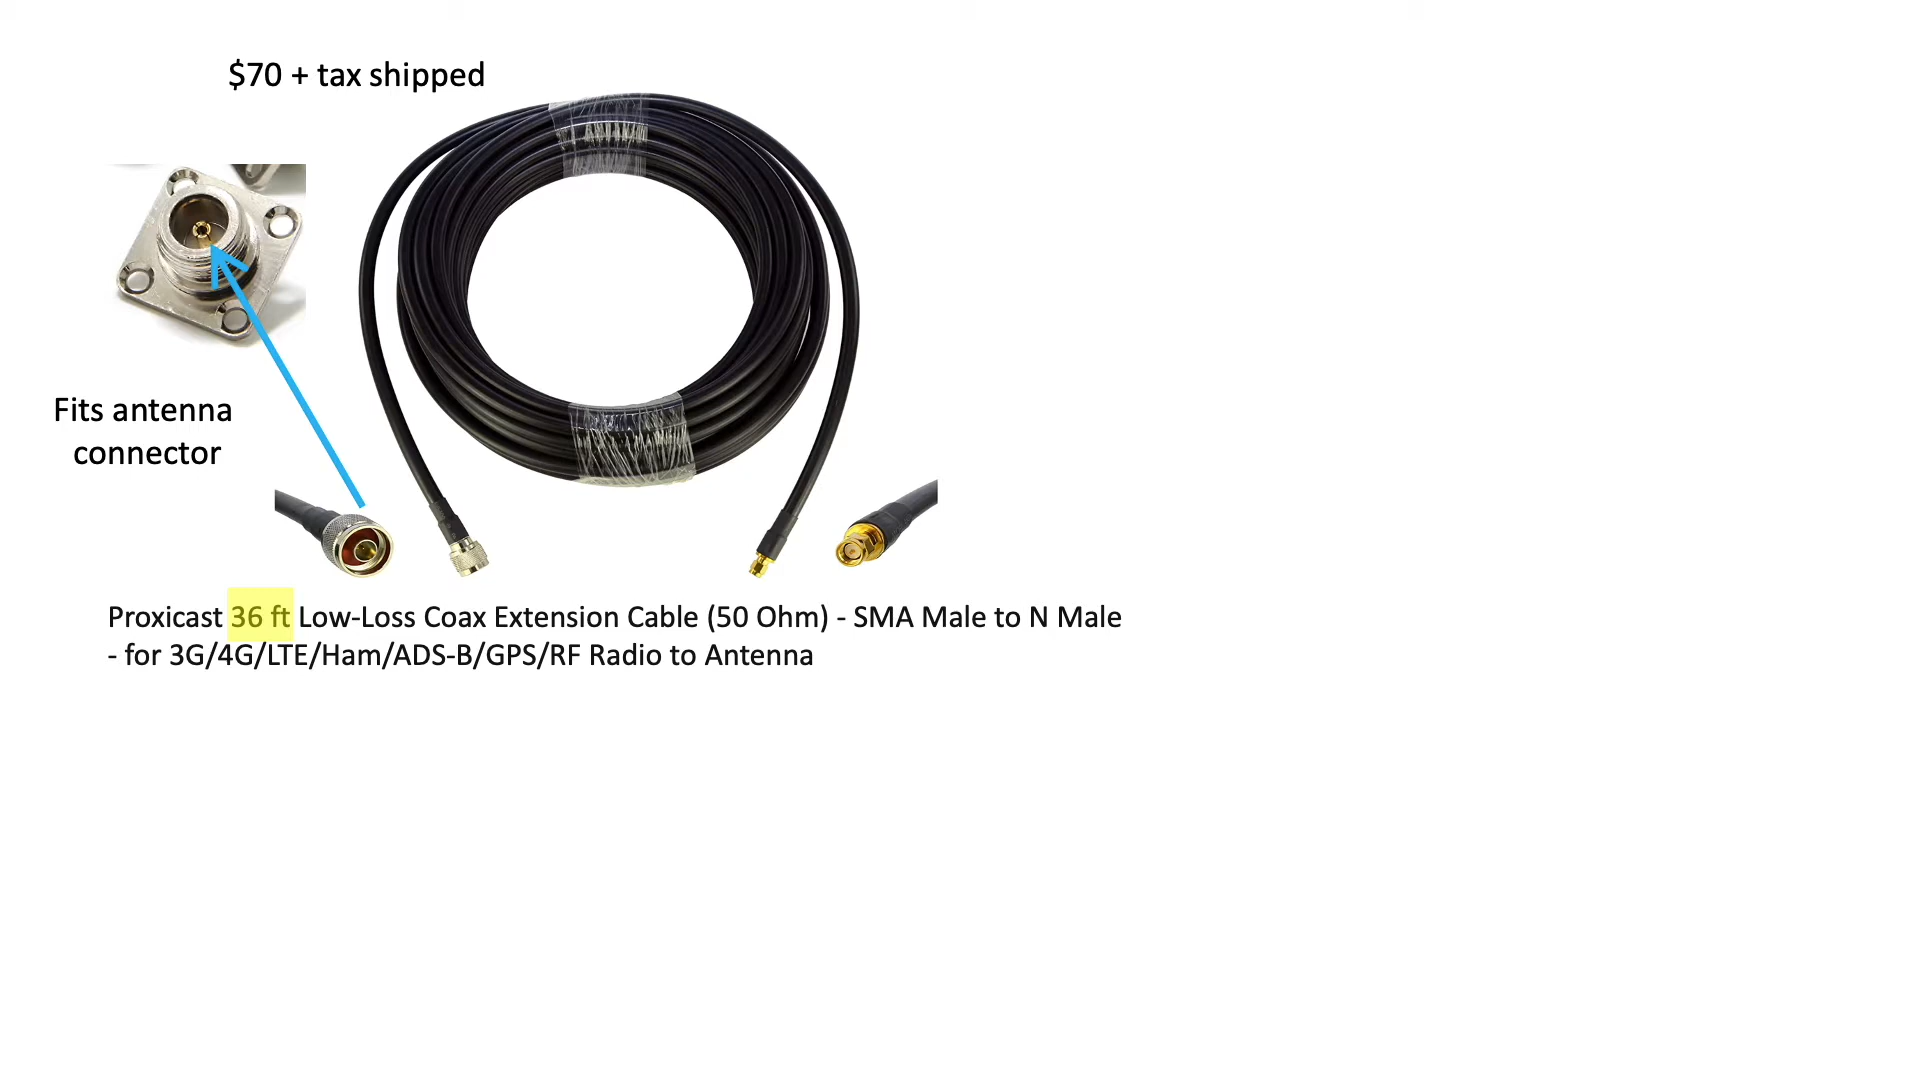 $70 + tax shipped
Fits antenna
connector
Proxicast 36 ft Low-Loss Coax Extension Cable (50 Ohm) - SMA Male to N Male
- for 3G/4G/LTE/Ham/ADS-B/GPS/RF Radio to Antenna